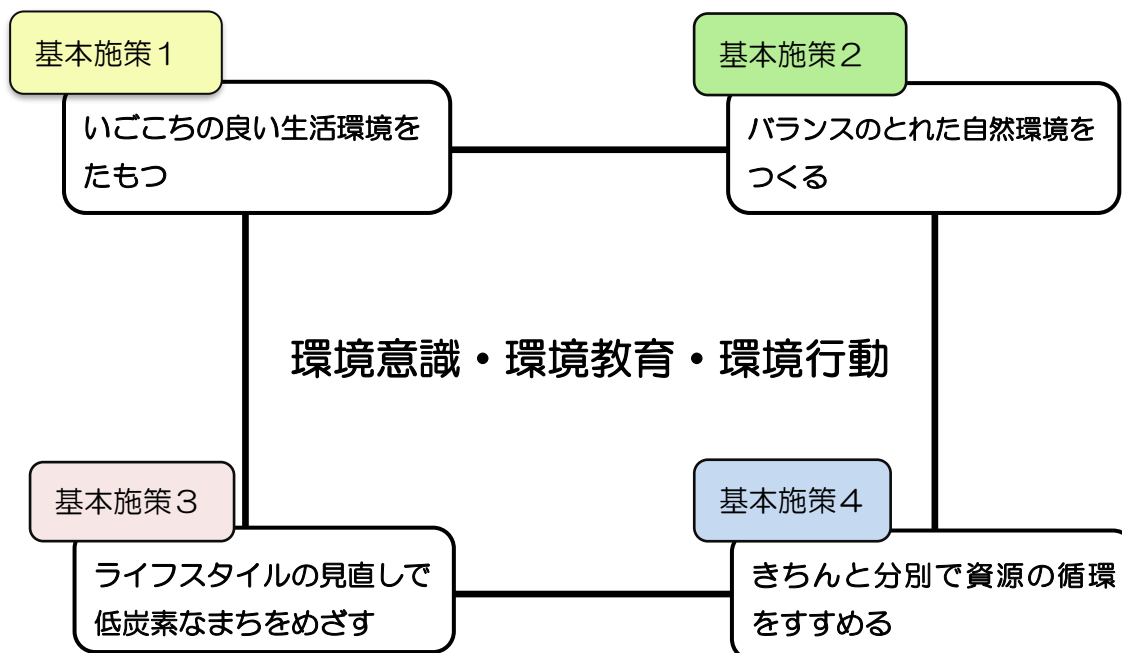 基本施策１
いごこちの良い生活環境を
たもつ
基本施策２
バランスのとれた自然環境を
つくる
環境意識・環境教育・環境行動
基本施策３
ライフスタイルの見直しで
低炭素なまちをめざす
基本施策４
きちんと分別で資源の循環
をすすめる